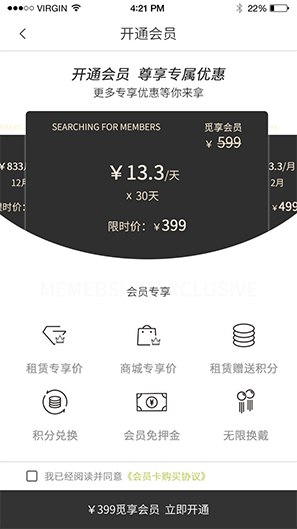 ●●●○○ VIRGIN 4:21 PM 22%
开通会员
开通会员 尊享专属优惠
更多专享优惠等你来拿
SEARCHING FOR MEMBERS 觅享会员
¥ 599
¥833/
¥13.3/天
3.3/月
12月
x 30天
2月
限时价:
限时价:¥399
¥499
MEMEBSHIP EXCLUSIVE
会员专享
租赁专享价 商城专享价 租赁赠送积分
积分兑换 会员免押金 无限换戴
我已经阅读并同意《会员卡购买协议》
¥399觅享会员 立即开通